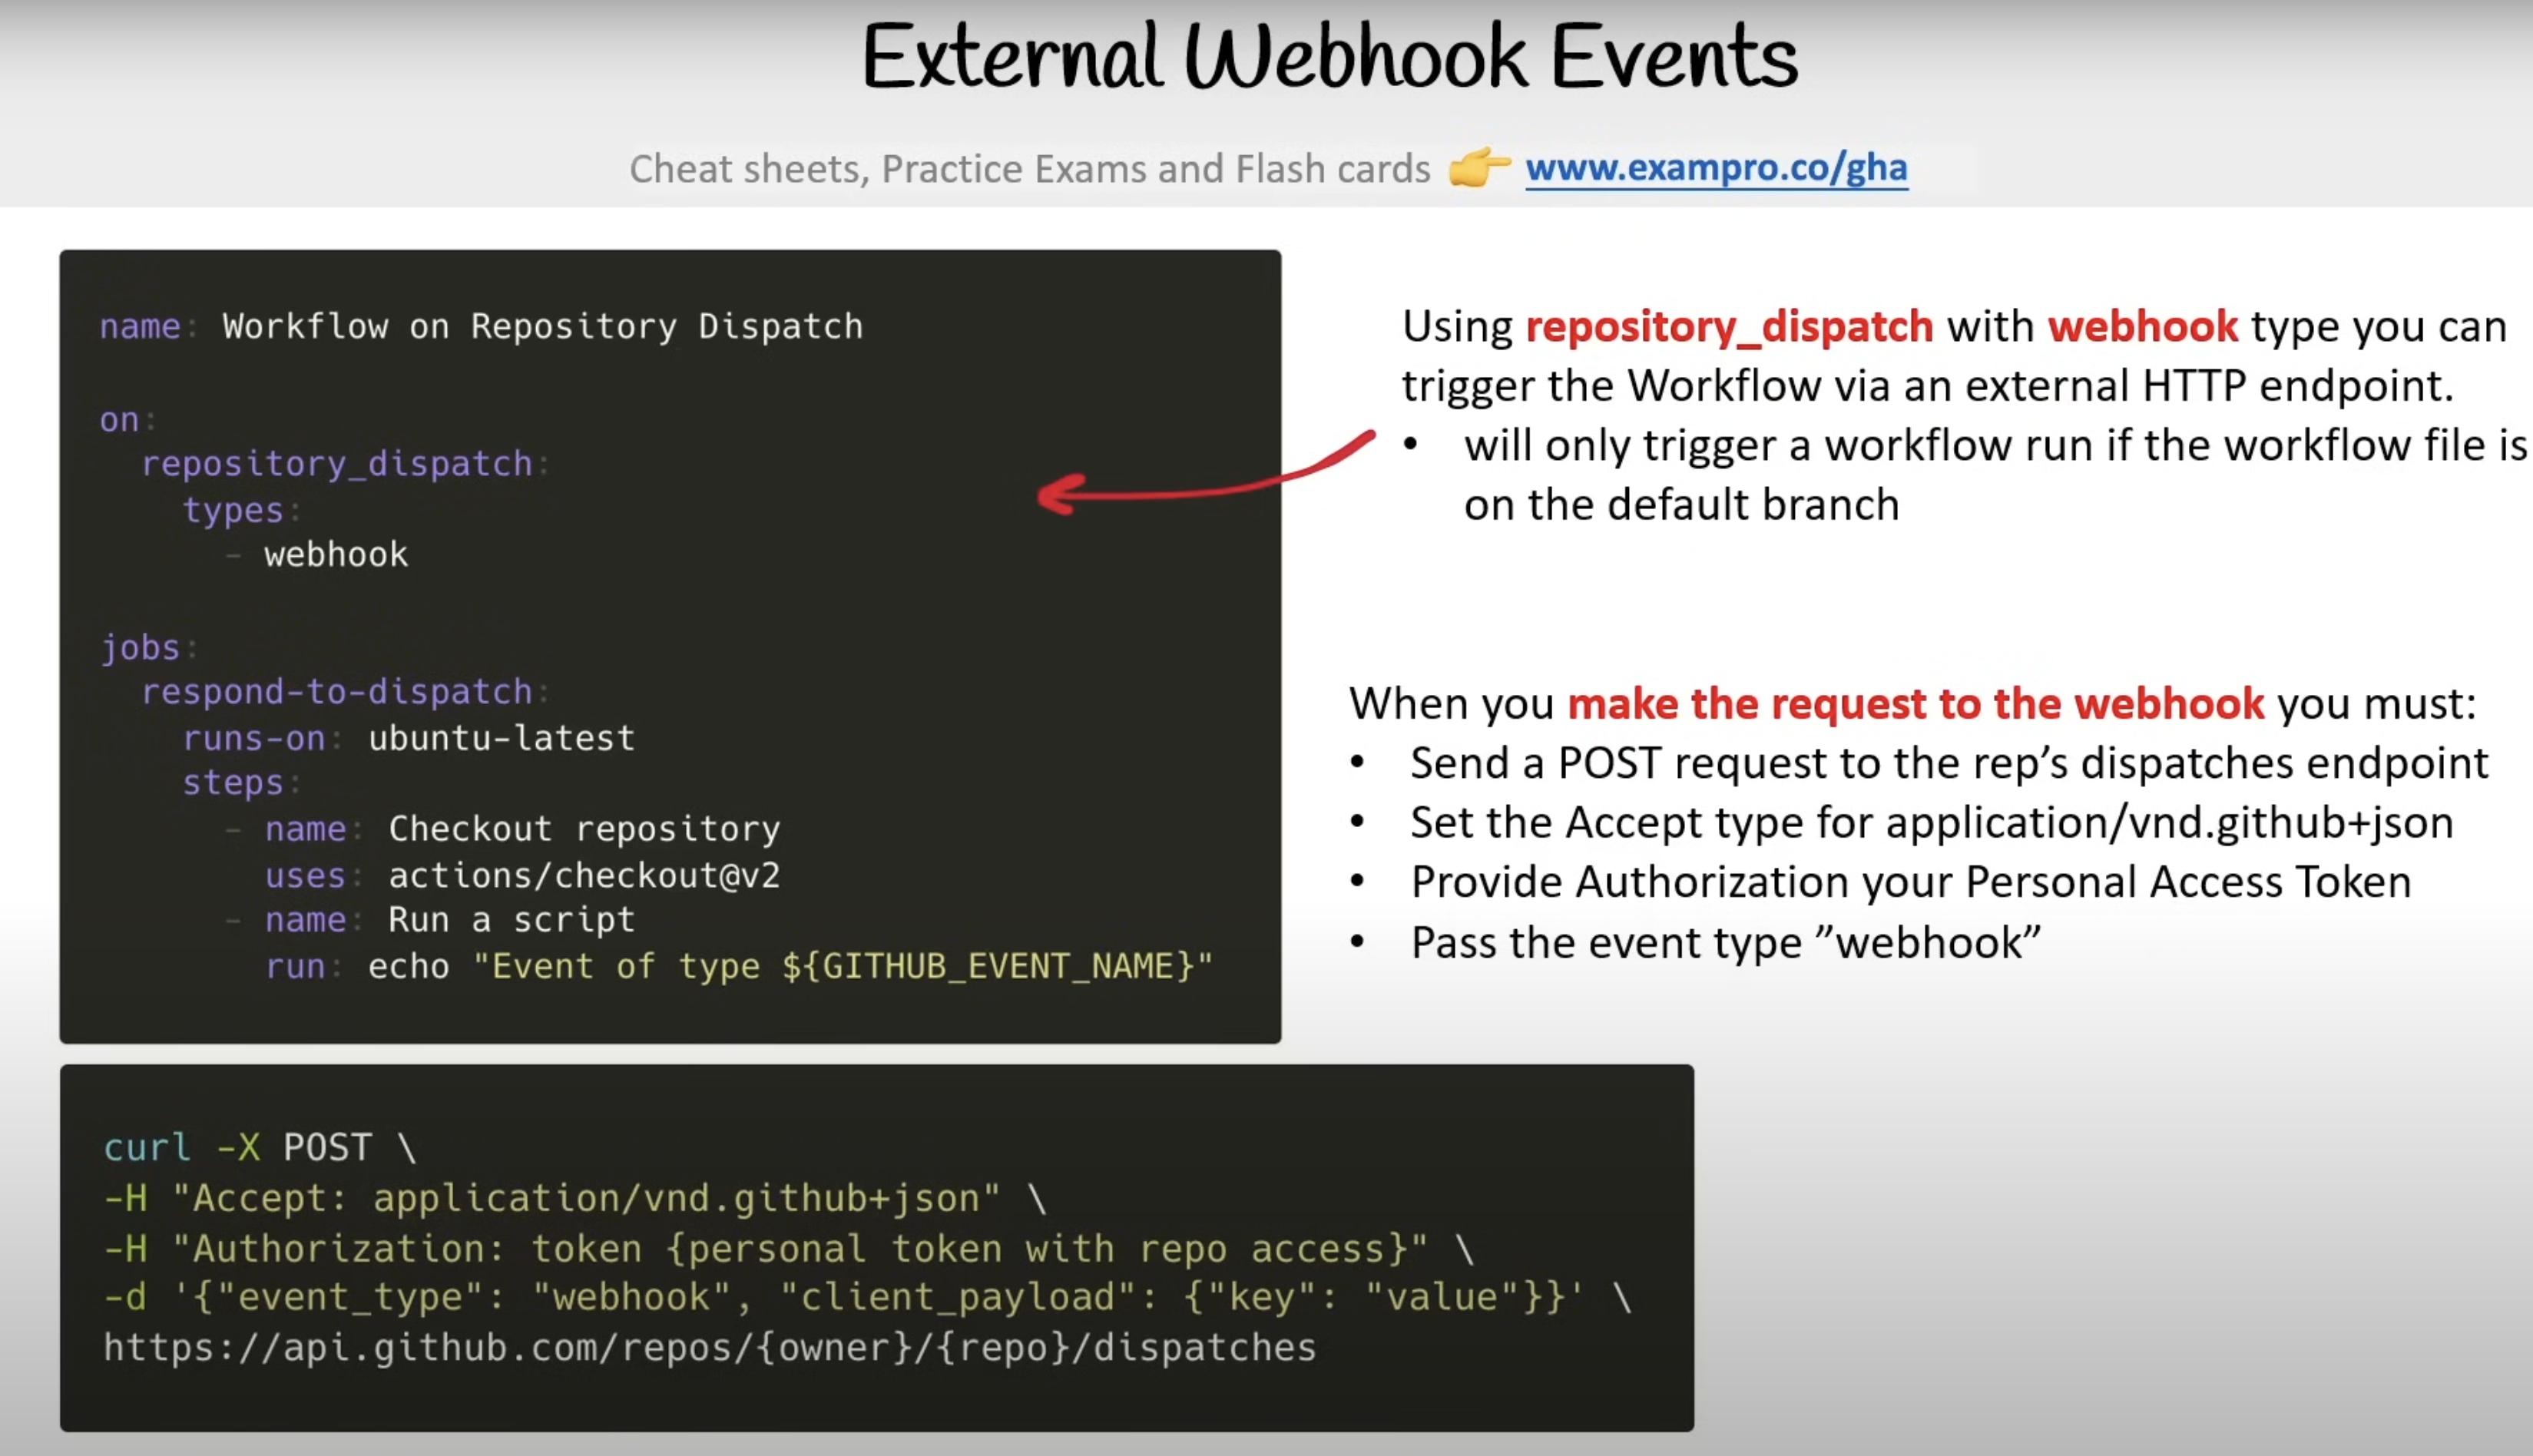 External Webhook Events
Cheat sheets, Practice Exams and Flash cards 👉 www.exampro.co/gha
name: Workflow on Repository Dispatch
on:
  repository_dispatch:
    types:
      - webhook
jobs:
  respond-to-dispatch:
    runs-on: ubuntu-latest
    steps:
      - name: Checkout repository
        uses: actions/checkout@v2
      - name: Run a script
        run: echo "Event of type ${GITHUB_EVENT_NAME}"
Using repository_dispatch with webhook type you can
trigger the Workflow via an external HTTP endpoint.
• will only trigger a workflow run if the workflow file is
on the default branch
When you make the request to the webhook you must:
• Send a POST request to the rep’s dispatches endpoint
• Set the Accept type for application/vnd.github+json
• Provide Authorization your Personal Access Token
• Pass the event type ”webhook”
curl -X POST \
-H "Accept: application/vnd.github+json" \
-H "Authorization: token {personal token with repo access}" \
-d '{"event_type": "webhook", "client_payload": {"key": "value"}}' \
https://api.github.com/repos/{owner}/{repo}/dispatches